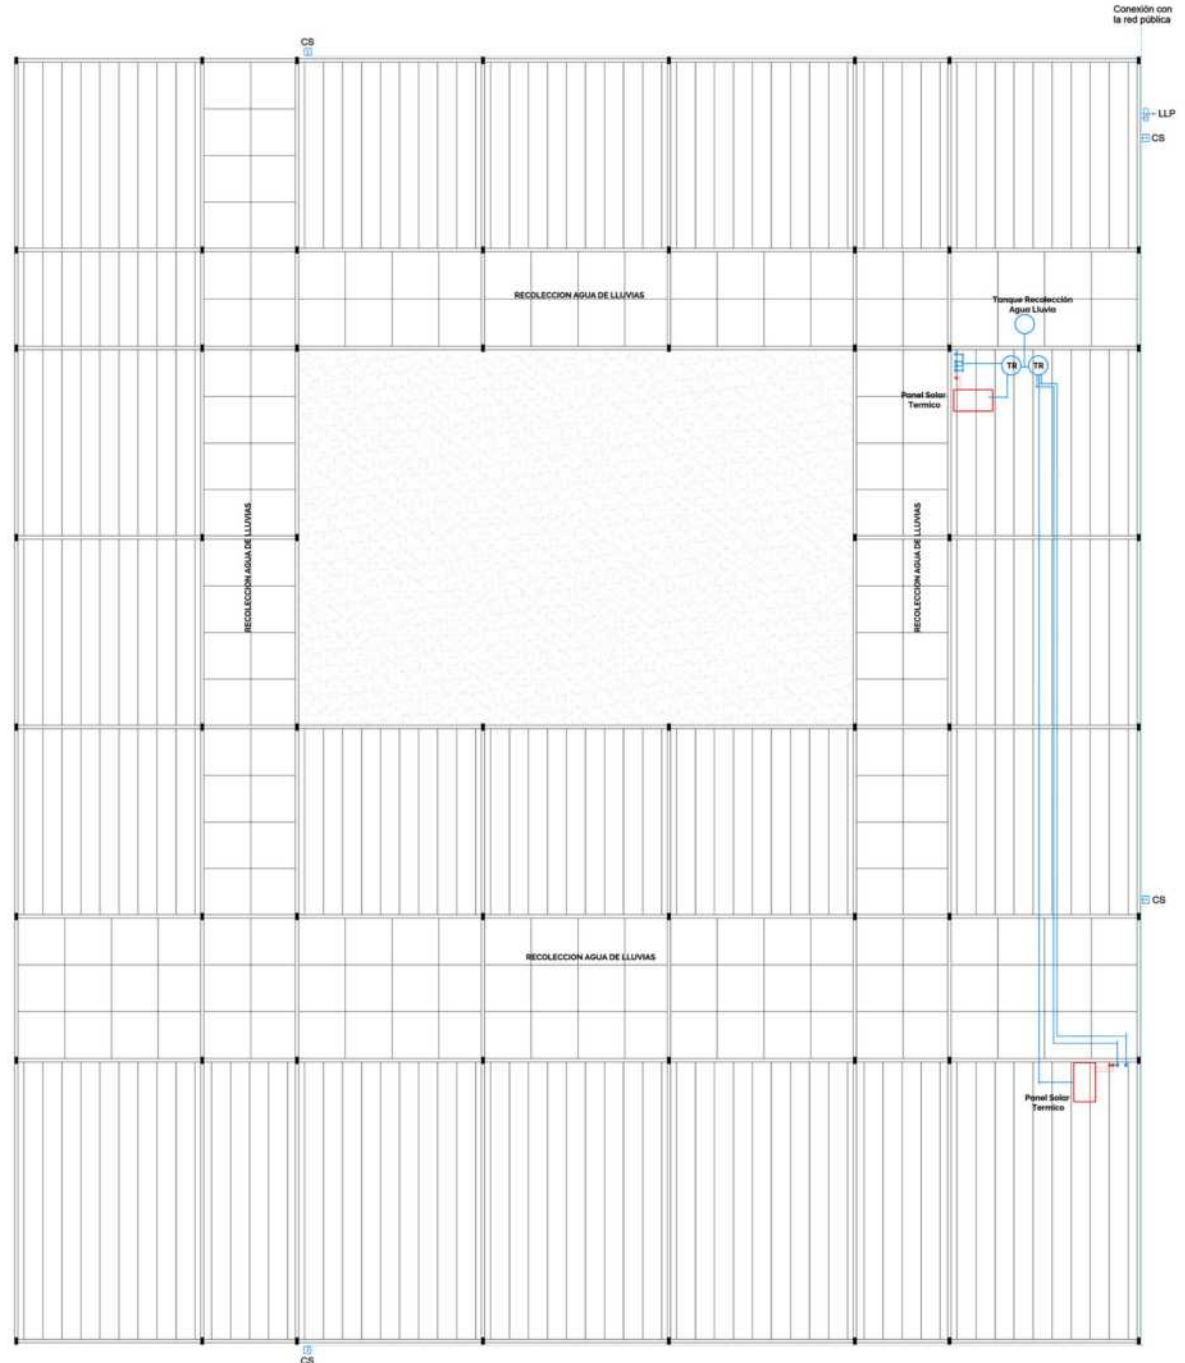 Conexión con
la red pública
CS
LLP
CS
RECOLECCION AGUA DE LLUVIAS
Tanque Recolección
Agua Lluvia
TR
TR
Panel Solar
Termico
RECOLECCION AGUA DE LLUVIAS
RECOLECCION AGUA DE LLUVIAS
CS
RECOLECCION AGUA DE LLUVIAS
Panel Solar
Termico
CS